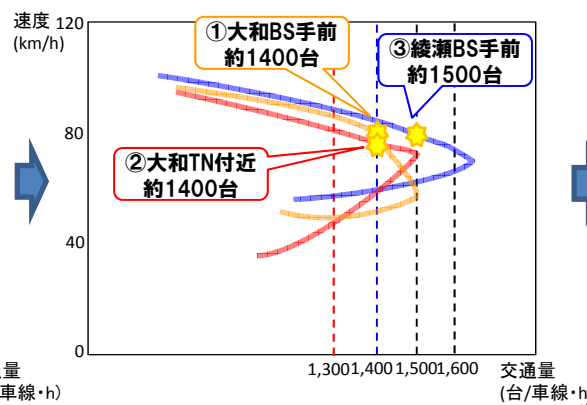 速度
(km/h)
120
80
40
0
①大和BS手前
約1400台
③綾瀬BS手前
約1500台
②大和TN付近
約1400台
1,300
1,400
1,500
1,600
交通量
(台/車線・h
量
車線・h）